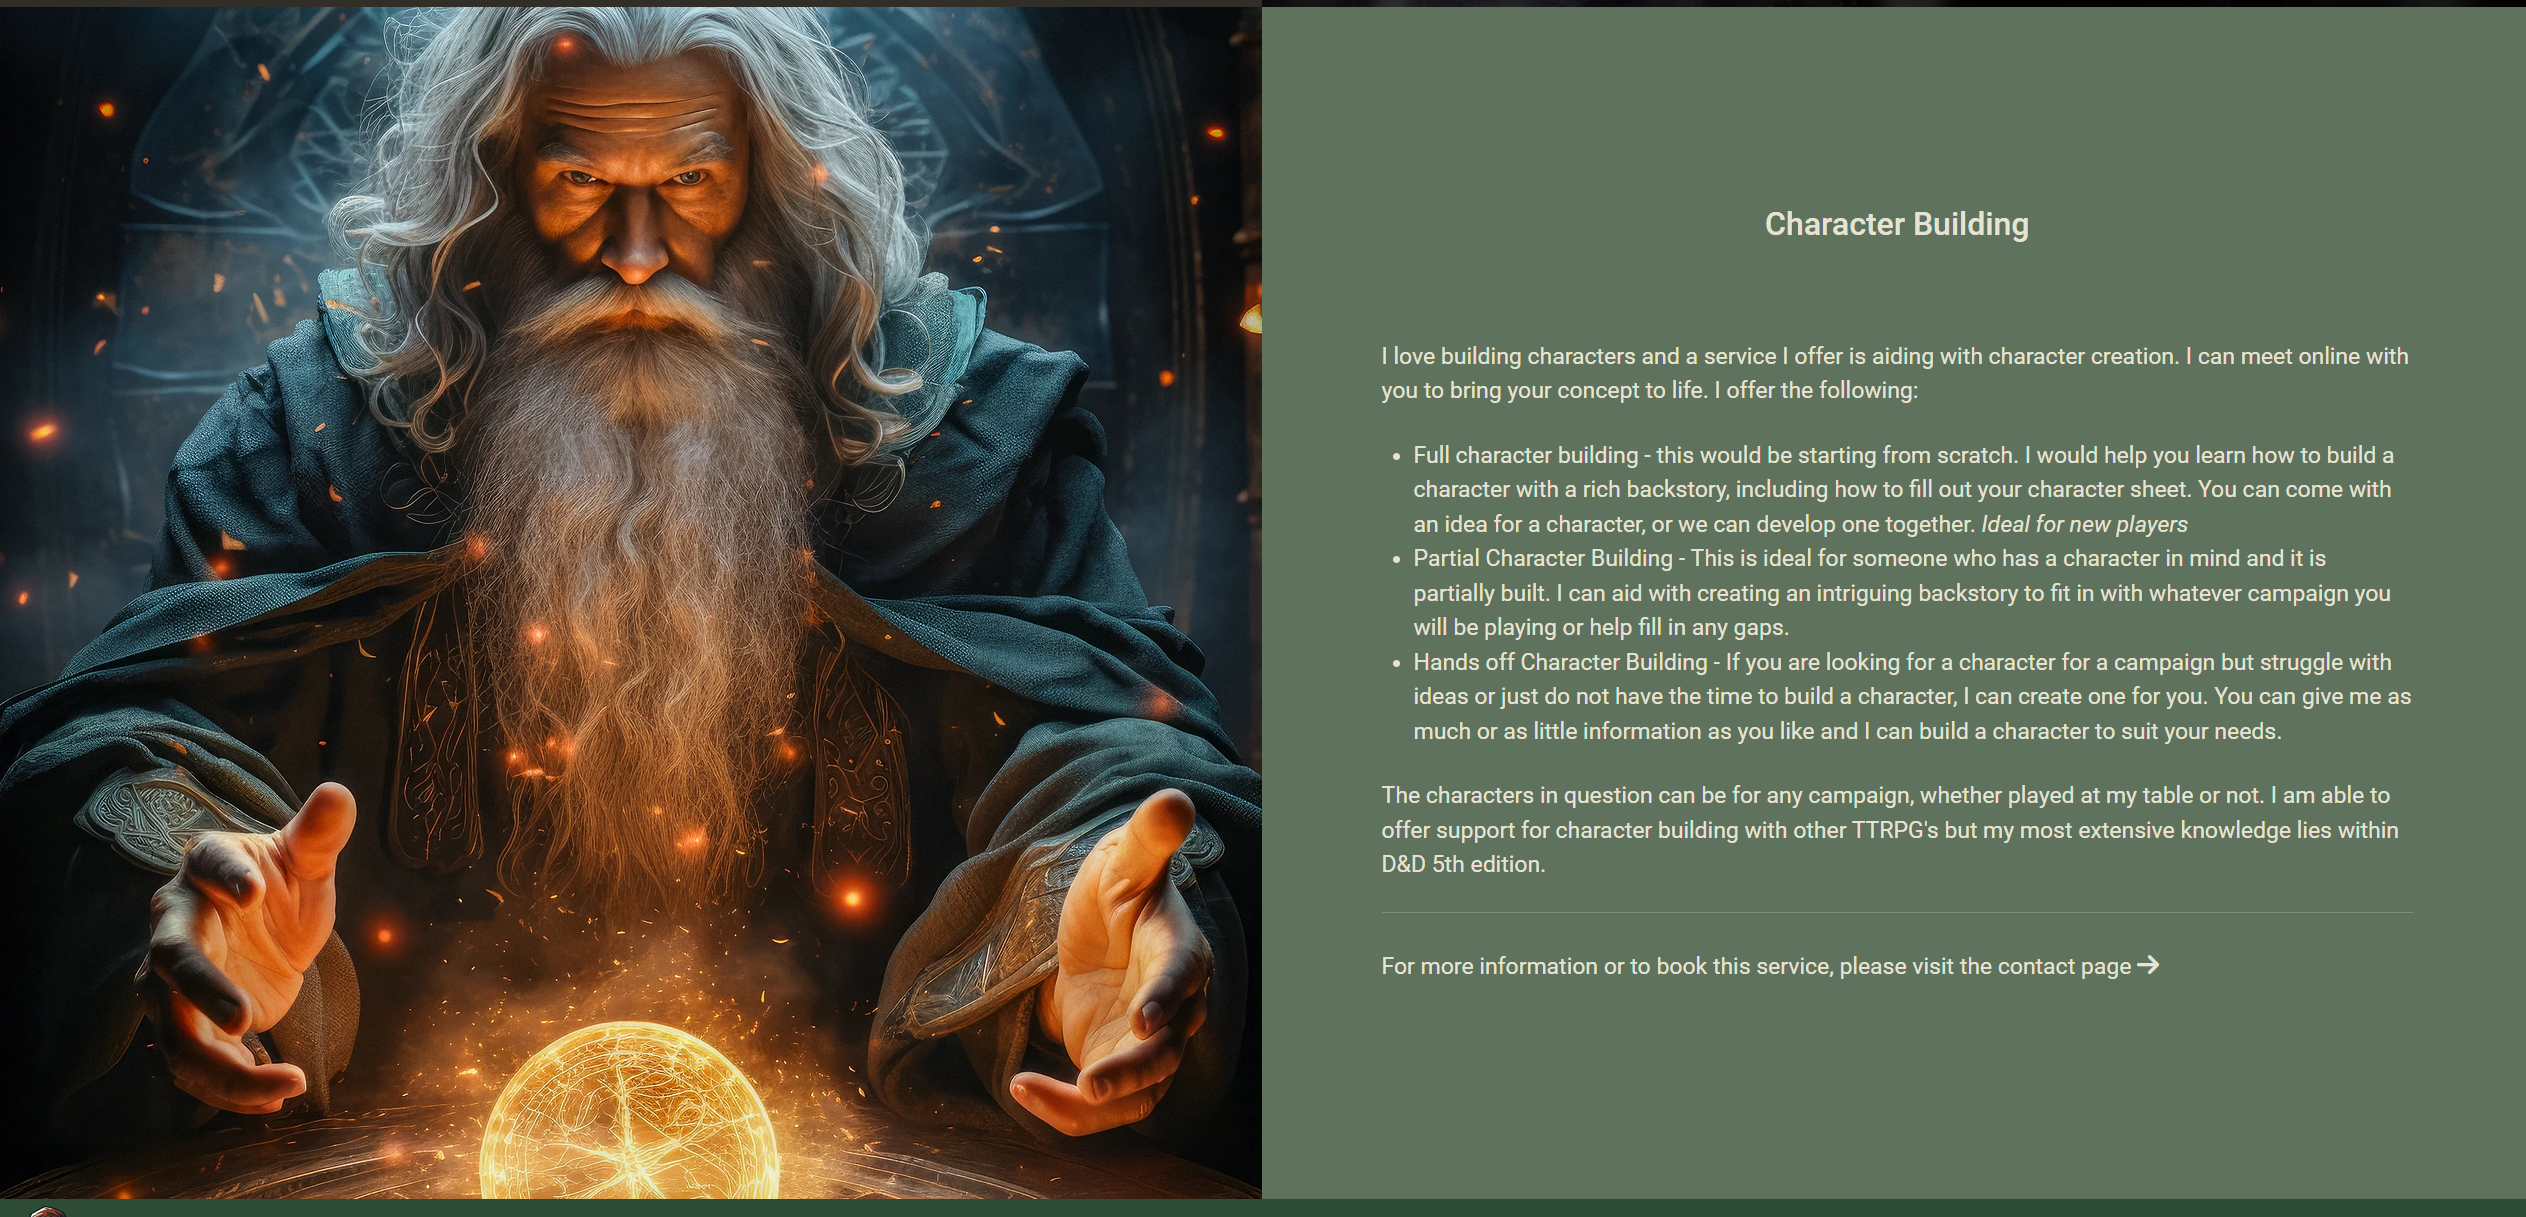 Character Building
I love building characters and a service I offer is aiding with character creation. I can meet online with
you to bring your concept to life. I offer the following:
• Full character building - this would be starting from scratch. I would help you learn how to build a
character with a rich backstory, including how to fill out your character sheet. You can come with
an idea for a character, or we can develop one together. Ideal for new players
• Partial Character Building - This is ideal for someone who has a character in mind and it is
partially built. I can aid with creating an intriguing backstory to fit in with whatever campaign you
will be playing or help fill in any gaps.
• Hands off Character Building - If you are looking for a character for a campaign but struggle with
ideas or just do not have the time to build a character, I can create one for you. You can give me as
much or as little information as you like and I can build a character to suit your needs.
The characters in question can be for any campaign, whether played at my table or not. I am able to
offer support for character building with other TTRPG's but my most extensive knowledge lies within
D&D 5th edition.
For more information or to book this service, please visit the contact page →